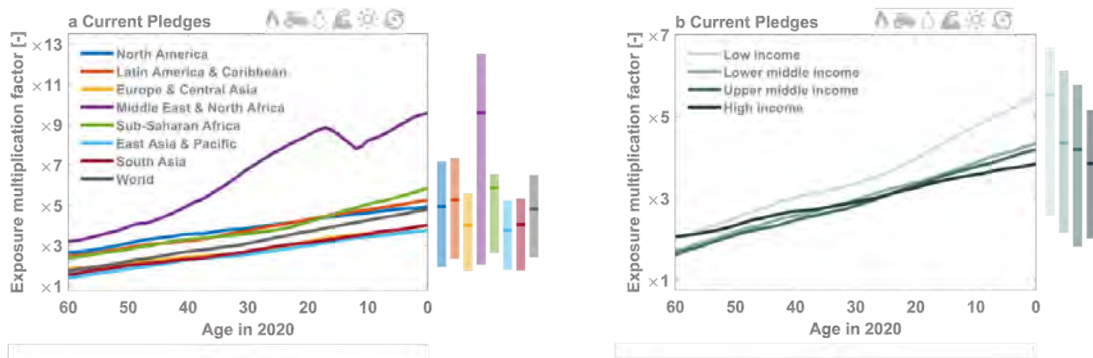 a Current Pledges
Exposure multiplication factor [-]
×13
×11
×9
×7
×5
×3
×1
North America
Latin America & Caribbean
Europe & Central Asia
Middle East & North Africa
Sub-Saharan Africa
East Asia & Pacific
South Asia
World
60 50 40 30 20 10 0
Age in 2020
b Current Pledges
Exposure multiplication factor [-]
×7
×5
×3
×1
Low income
Lower middle income
Upper middle income
High income
60 50 40 30 20 10 0
Age in 2020